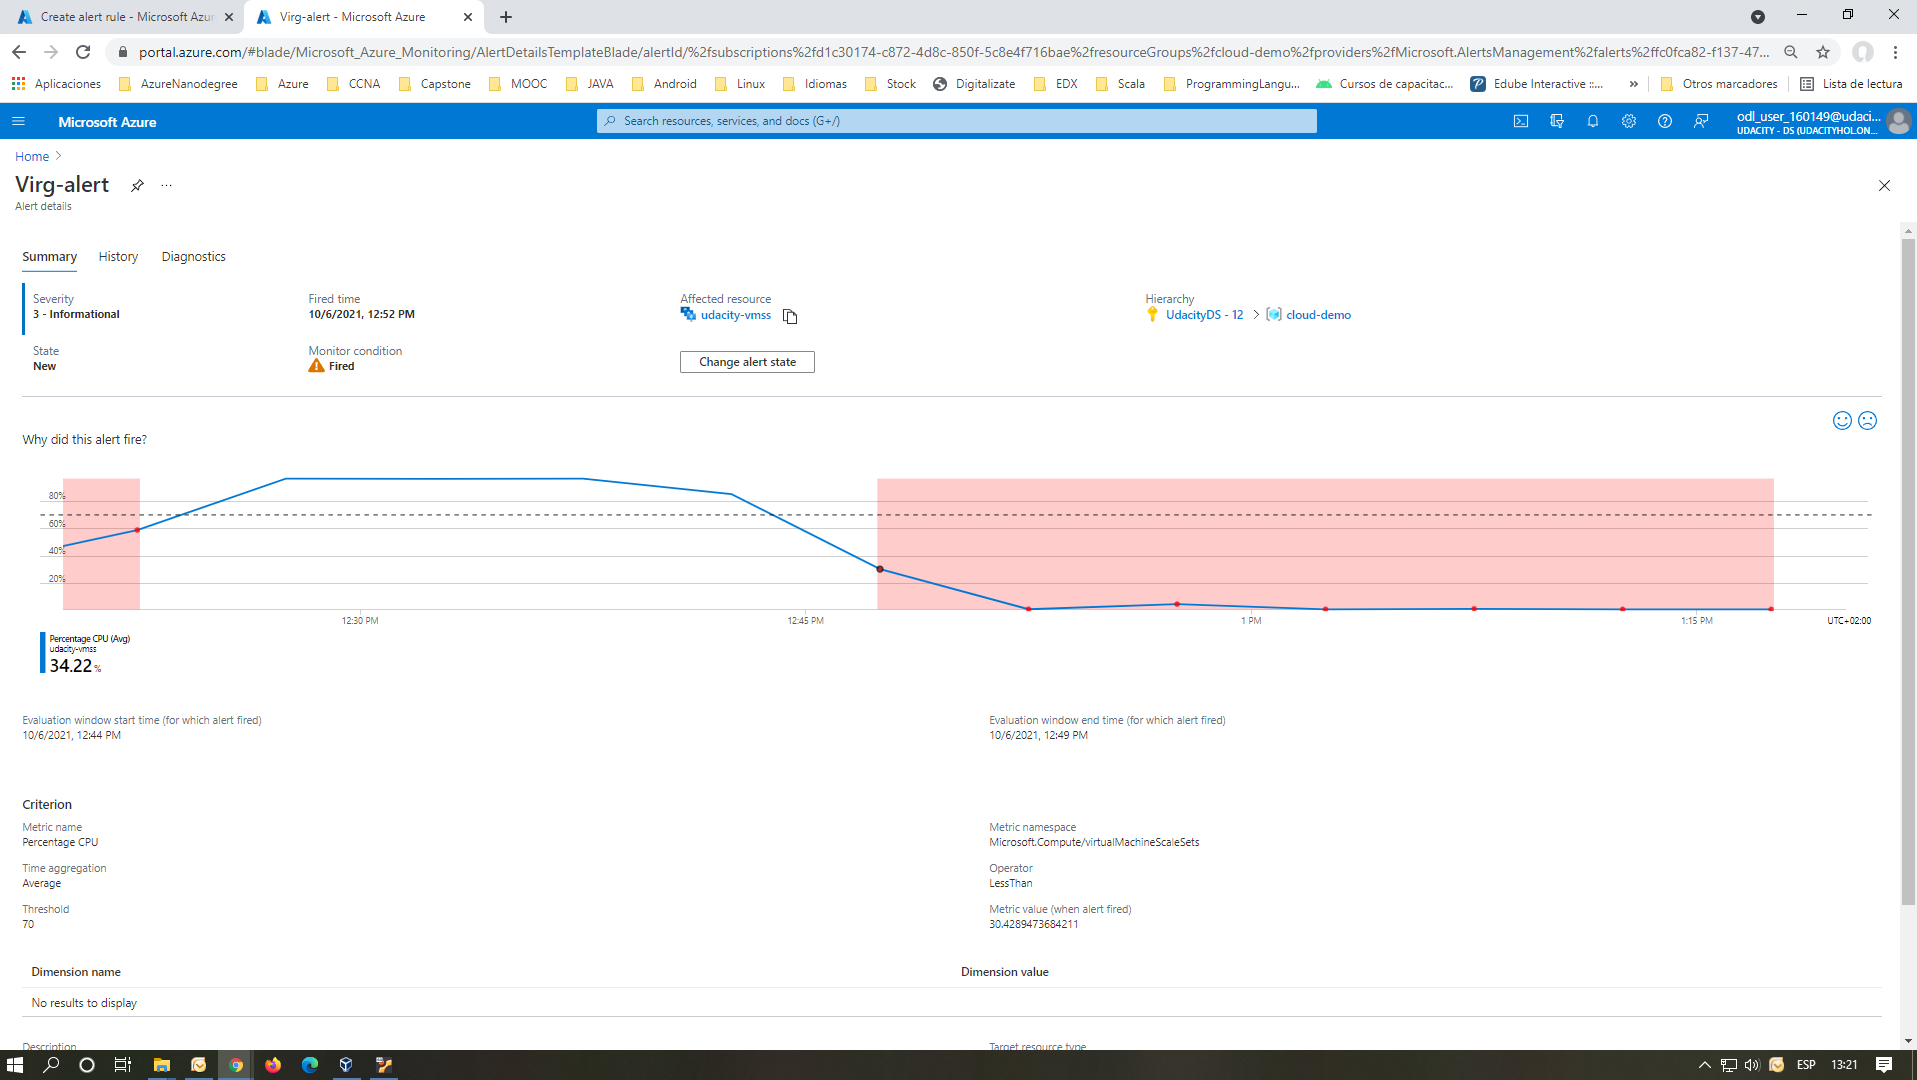 Create alert rule - Microsoft Azur
Virg-alert - Microsoft Azure
portal.azure.com/#blade/Microsoft_Azure_Monitoring/AlertDetailsTemplateBlade/alertId/%2fsubscriptions%2fd1c30174-c872-4d8c-850f-5c8e4f716bae%2fresourceGroups%2fcloud-demo%2fproviders%2fMicrosoft.AlertsManagement%2falerts%2ffc0fca82-f137-47...
Aplicaciones AzureNanodegree Azure CCNA Capstone MOOC JAVA Android Linux Idiomas Stock Digitalizate EDX Scala ProgrammingLangu... Cursos de capacitac... Edube Interactive ::... » Otros marcadores Lista de lectura
Microsoft Azure
Search resources, services, and docs (G+/)
odl_user_160149@udaci...
UDACITY - DS (UDACITYHOLON...
Home
Virg-alert
Alert details
Summary History Diagnostics
Severity
3 - Informational
Fired time
10/6/2021, 12:52 PM
Affected resource
udacity-vmss
Hierarchy
UdacityDS - 12 > cloud-demo
State
New
Monitor condition
Fired
Change alert state
Why did this alert fire?
80%
60%
40%
20%
12:30 PM 12:45 PM 1 PM 1:15 PM UTC+02:00
Percentage CPU (Avg)
udacity-vmss
34.22 %
Evaluation window start time (for which alert fired)
10/6/2021, 12:44 PM
Evaluation window end time (for which alert fired)
10/6/2021, 12:49 PM
Criterion
Metric name
Percentage CPU
Metric namespace
Microsoft.Compute/virtualMachineScaleSets
Time aggregation
Average
Operator
LessThan
Threshold
70
Metric value (when alert fired)
30.4289473684211
Dimension name Dimension value
No results to display
Description Target resource type
ESP 13:21